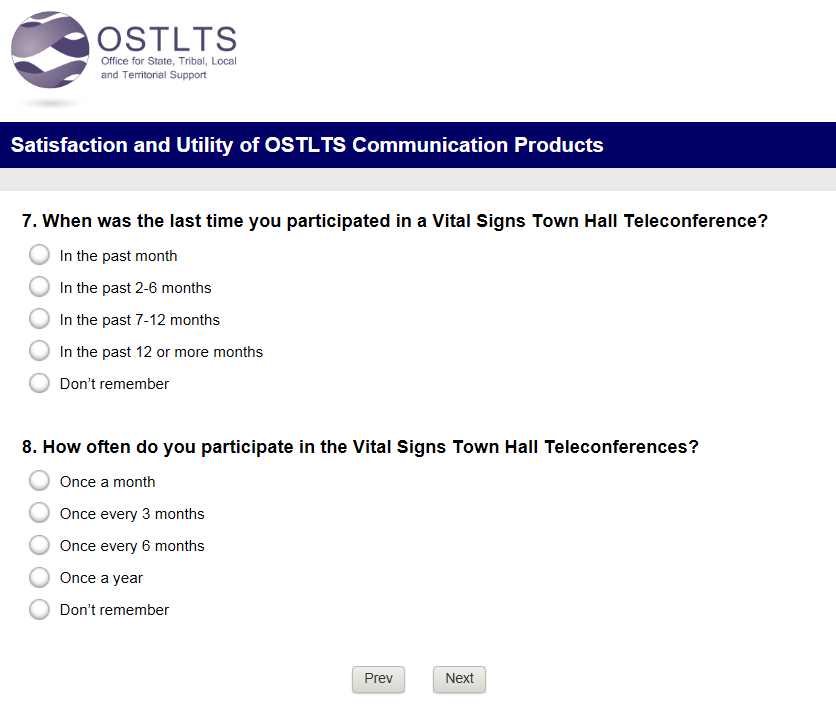 OSTLTS
Office for State, Tribal, Local
and Territorial Support
Satisfaction and Utility of OSTLTS Communication Products
7. When was the last time you participated in a Vital Signs Town Hall Teleconference?
In the past month
In the past 2-6 months
In the past 7-12 months
In the past 12 or more months
Don’t remember
8. How often do you participate in the Vital Signs Town Hall Teleconferences?
Once a month
Once every 3 months
Once every 6 months
Once a year
Don’t remember
Prev Next